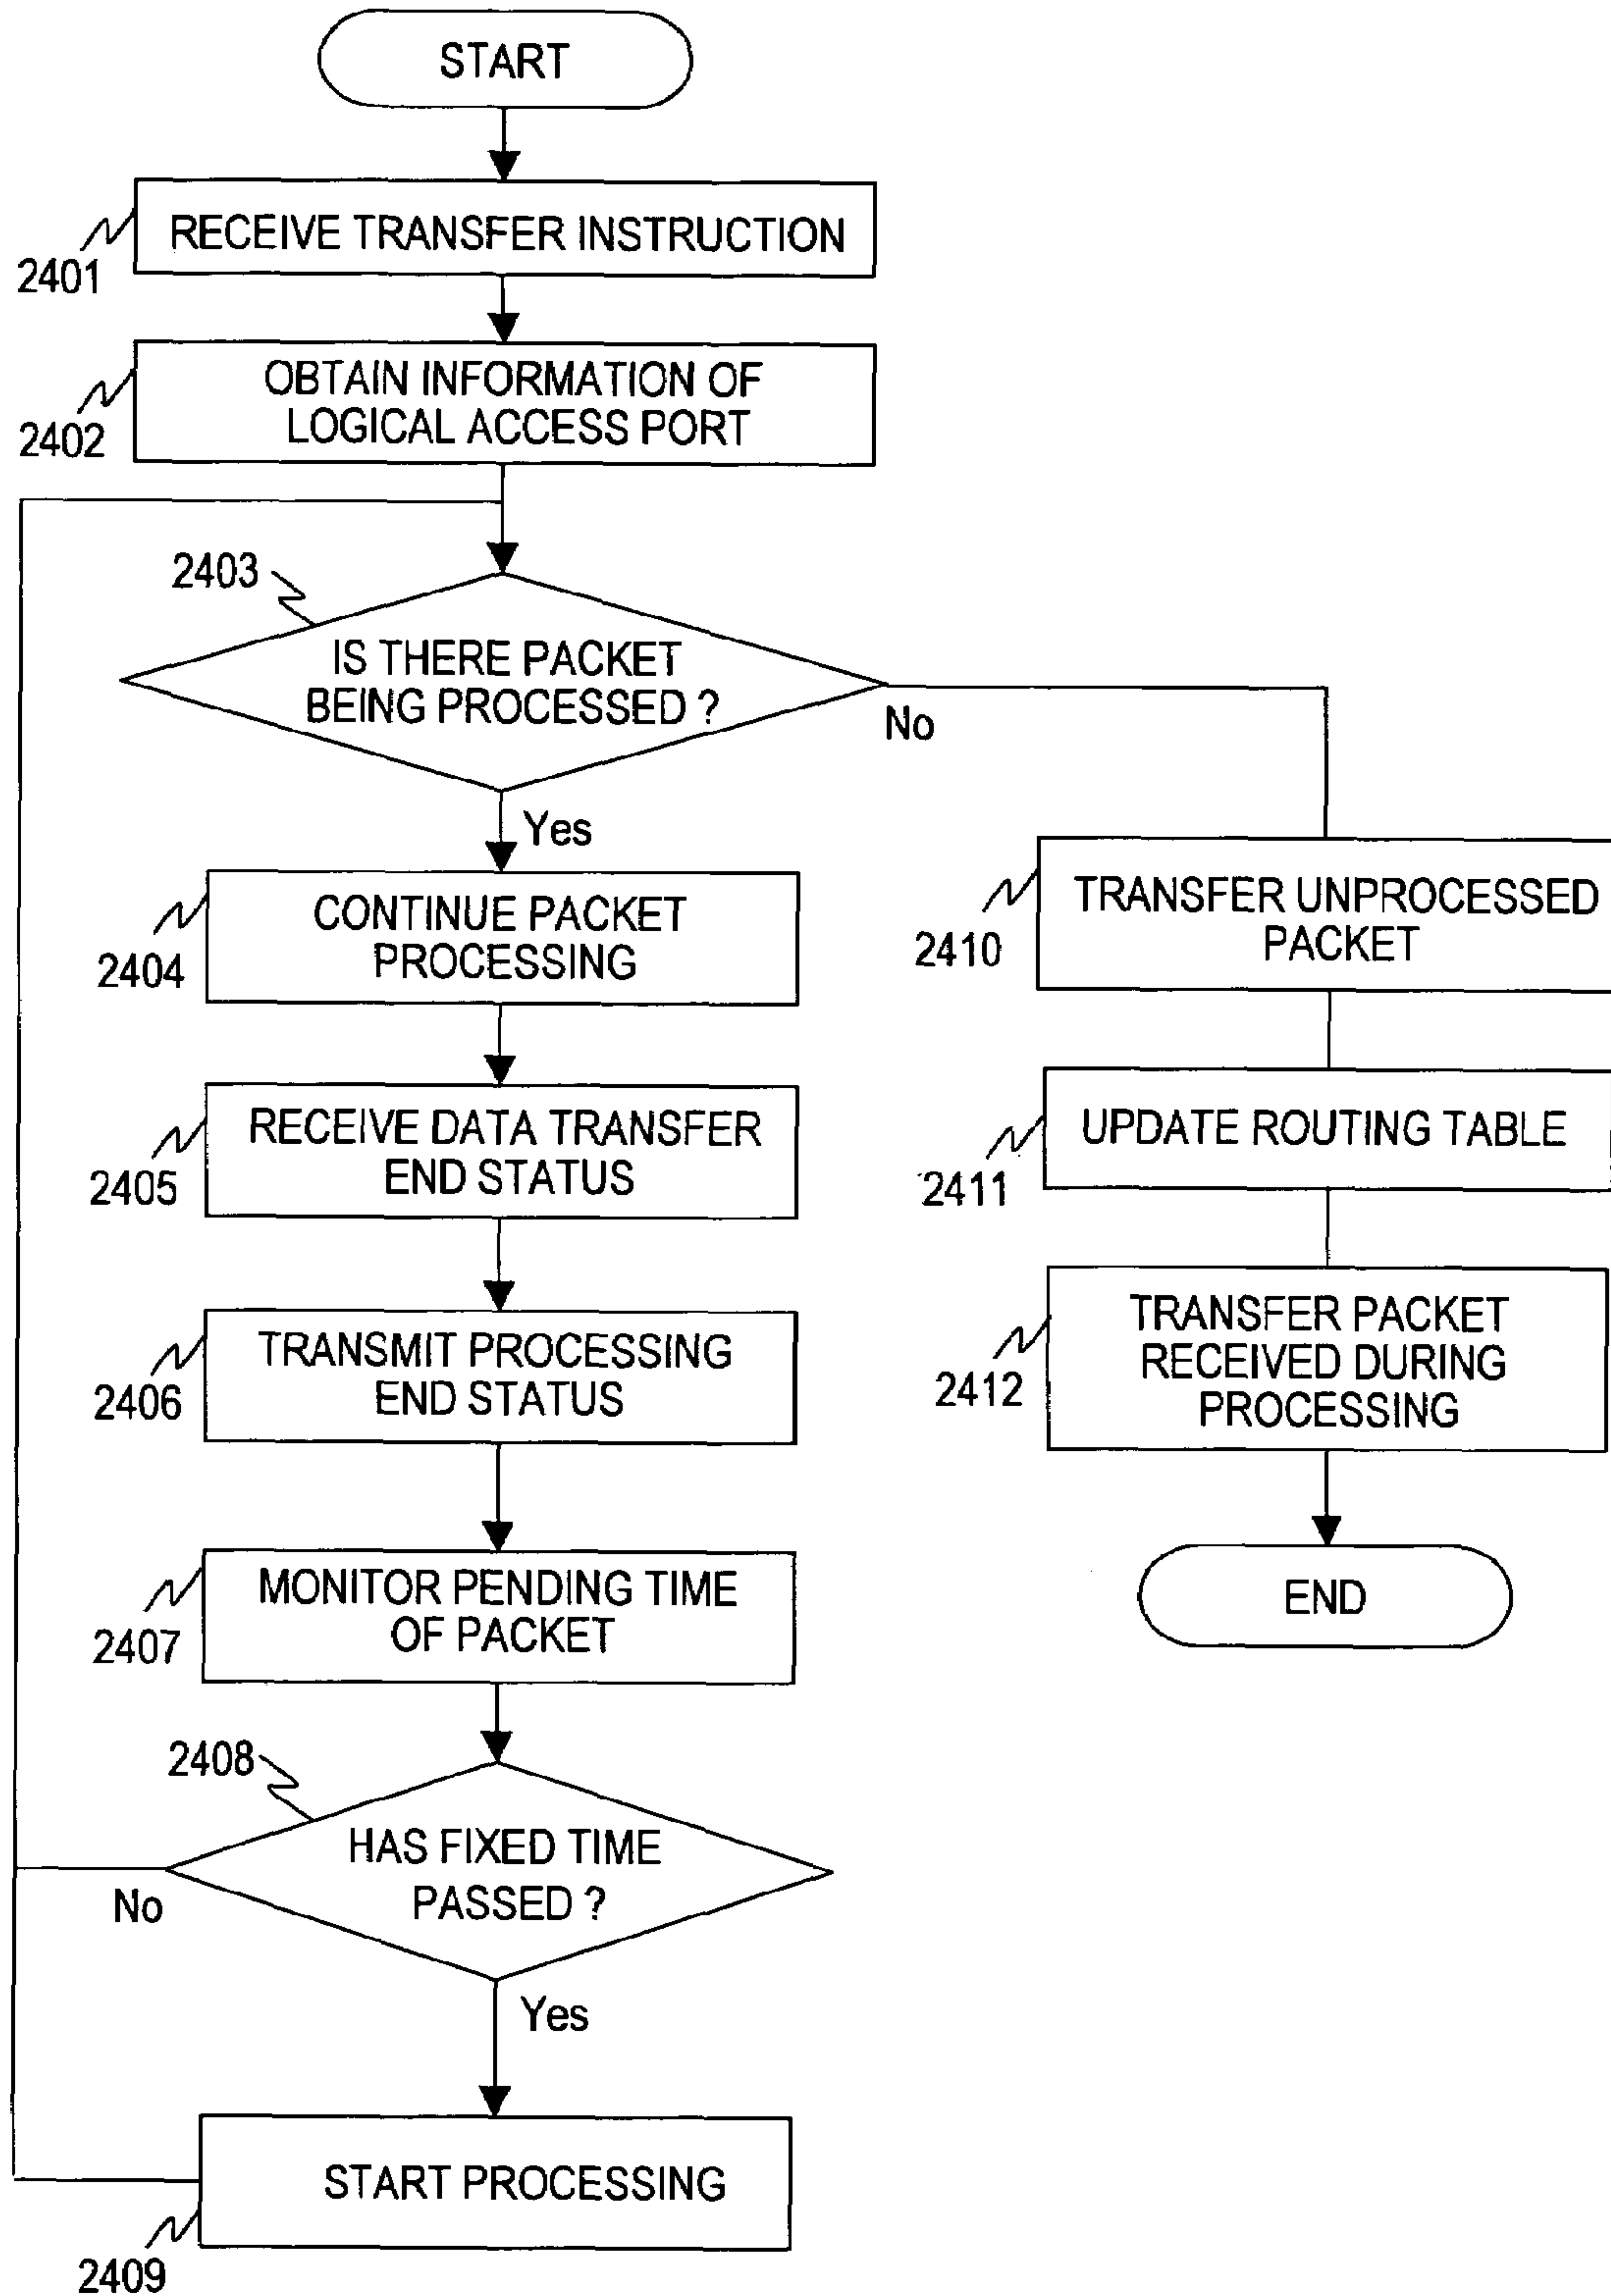 START
RECEIVE TRANSFER INSTRUCTION
2401
OBTAIN INFORMATION OF
LOGICAL ACCESS PORT
2402
2403
IS THERE PACKET
BEING PROCESSED ?
No
Yes
CONTINUE PACKET
PROCESSING
2404
RECEIVE DATA TRANSFER
END STATUS
2405
TRANSMIT PROCESSING
END STATUS
2406
MONITOR PENDING TIME
OF PACKET
2407
2408
HAS FIXED TIME
PASSED ?
No
Yes
START PROCESSING
2409
TRANSFER UNPROCESSED
PACKET
2410
UPDATE ROUTING TABLE
2411
TRANSFER PACKET
RECEIVED DURING
PROCESSING
2412
END